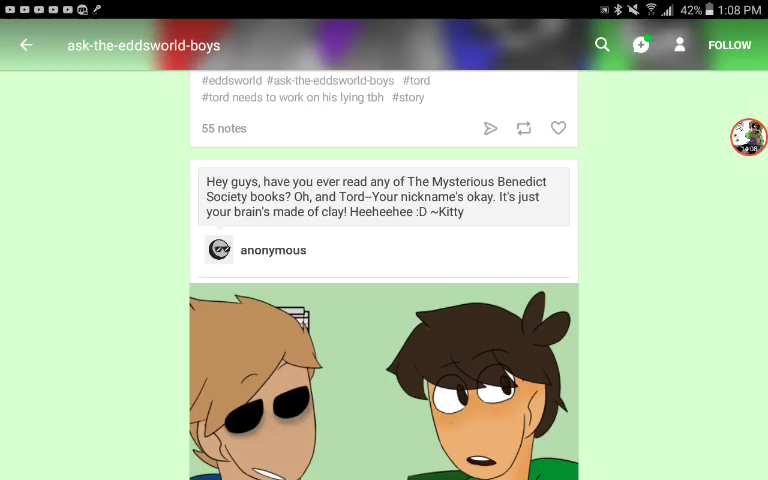 42% 1:08 PM
ask-the-eddsworld-boys FOLLOW
#eddsworld #ask-the-eddsworld-boys #tord
#tord needs to work on his lying tbh #story
55 notes
Hey guys, have you ever read any of The Mysterious Benedict
Society books? Oh, and Tord--Your nickname's okay. It's just
your brain's made of clay! Heeheehee :D ~Kitty
anonymous